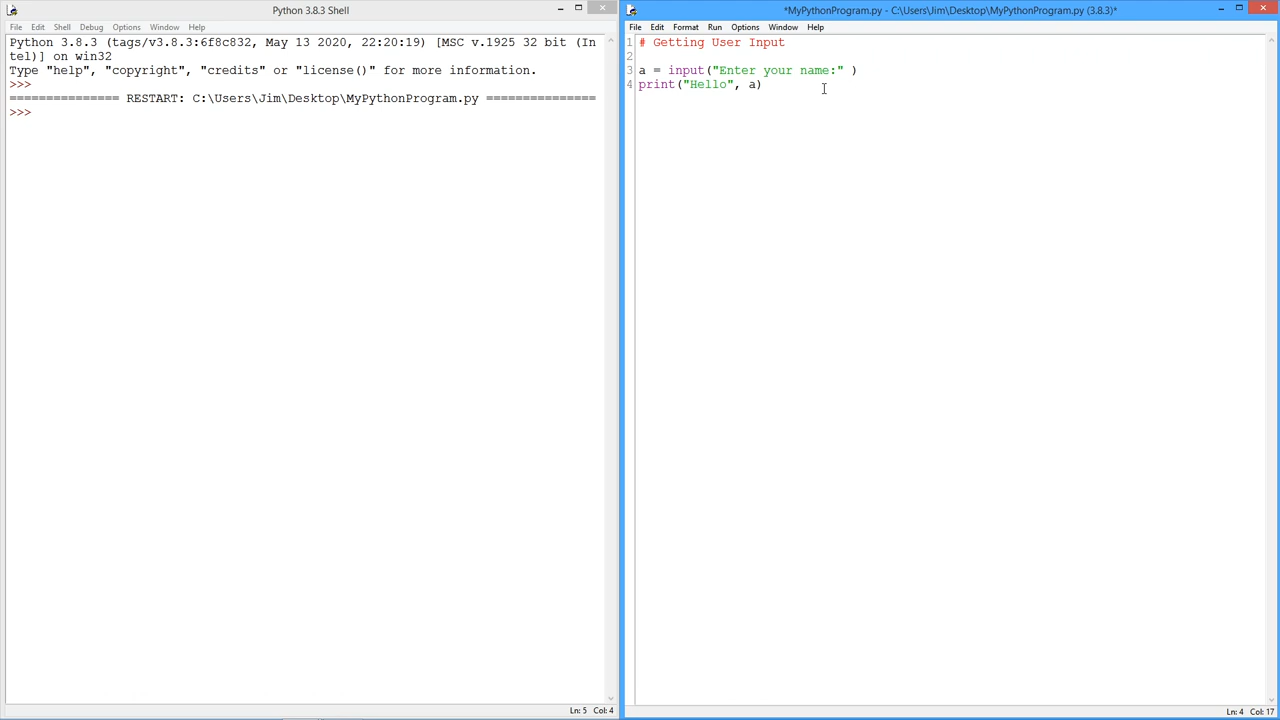 Python 3.8.3 Shell
File Edit Shell Debug Options Window Help
Python 3.8.3 (tags/v3.8.3:6f8c832, May 13 2020, 22:20:19) [MSC v.1925 32 bit (In
tel)] on win32
Type "help", "copyright", "credits" or "license()" for more information.
>>>
=============== RESTART: C:\Users\Jim\Desktop\MyPythonProgram.py ===============
>>>
Ln: 5 Col: 4
*MyPythonProgram.py - C:\Users\Jim\Desktop\MyPythonProgram.py (3.8.3)*
File Edit Format Run Options Window Help
1 # Getting User Input
2
3 a = input("Enter your name:" )
4 print("Hello", a)
Ln: 4 Col: 17